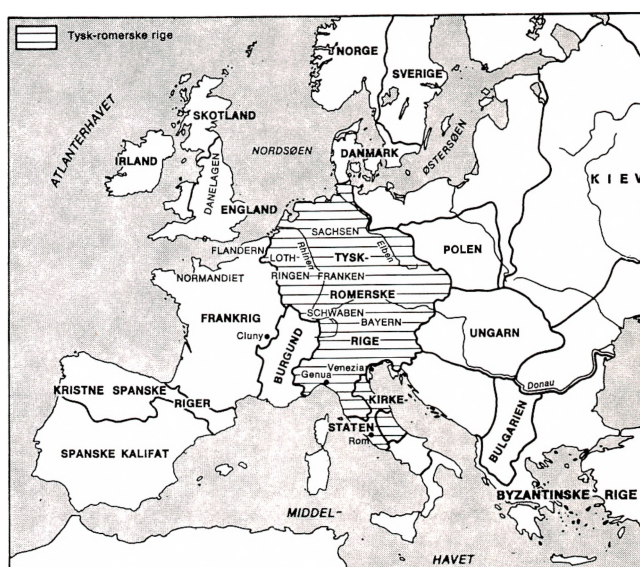 Tysk-romerske rige
NORGE
SVERIGE
SKOTLAND
ATLANTERHAVET
IRLAND
DANELAGEN
NORDSØEN
DANMARK
ØSTERSØEN
KIEV
ENGLAND
SACHSEN
FLANDERN
LOTH-
RINGEN
Rhinen
Elben
TYSK-
POLEN
NORMANDIET
FRANKEN
ROMERSKE
FRANKRIG
SCHWABEN
BAYERN
UNGARN
Cluny
BURGUND
RIGE
Venezia
Genua
Donau
KRISTNE SPANSKE
RIGER
KIRKE-
STATEN
Rom
BULGARIEN
SPANSKE KALIFAT
BYZANTINSKE RIGE
MIDDEL-
HAVET